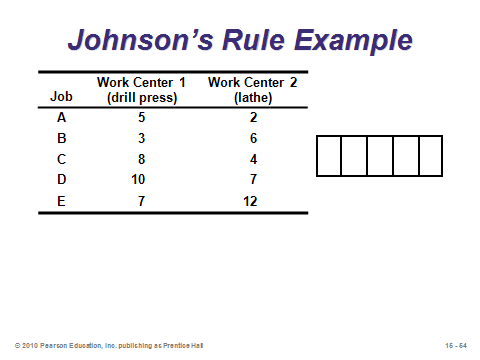 Johnson's Rule Example
Job Work Center 1 (drill press) Work Center 2 (lathe)
A 5 2
B 3 6
C 8 4
D 10 7
E 7 12
© 2010 Pearson Education, Inc. publishing as Prentice Hall 15 - 54